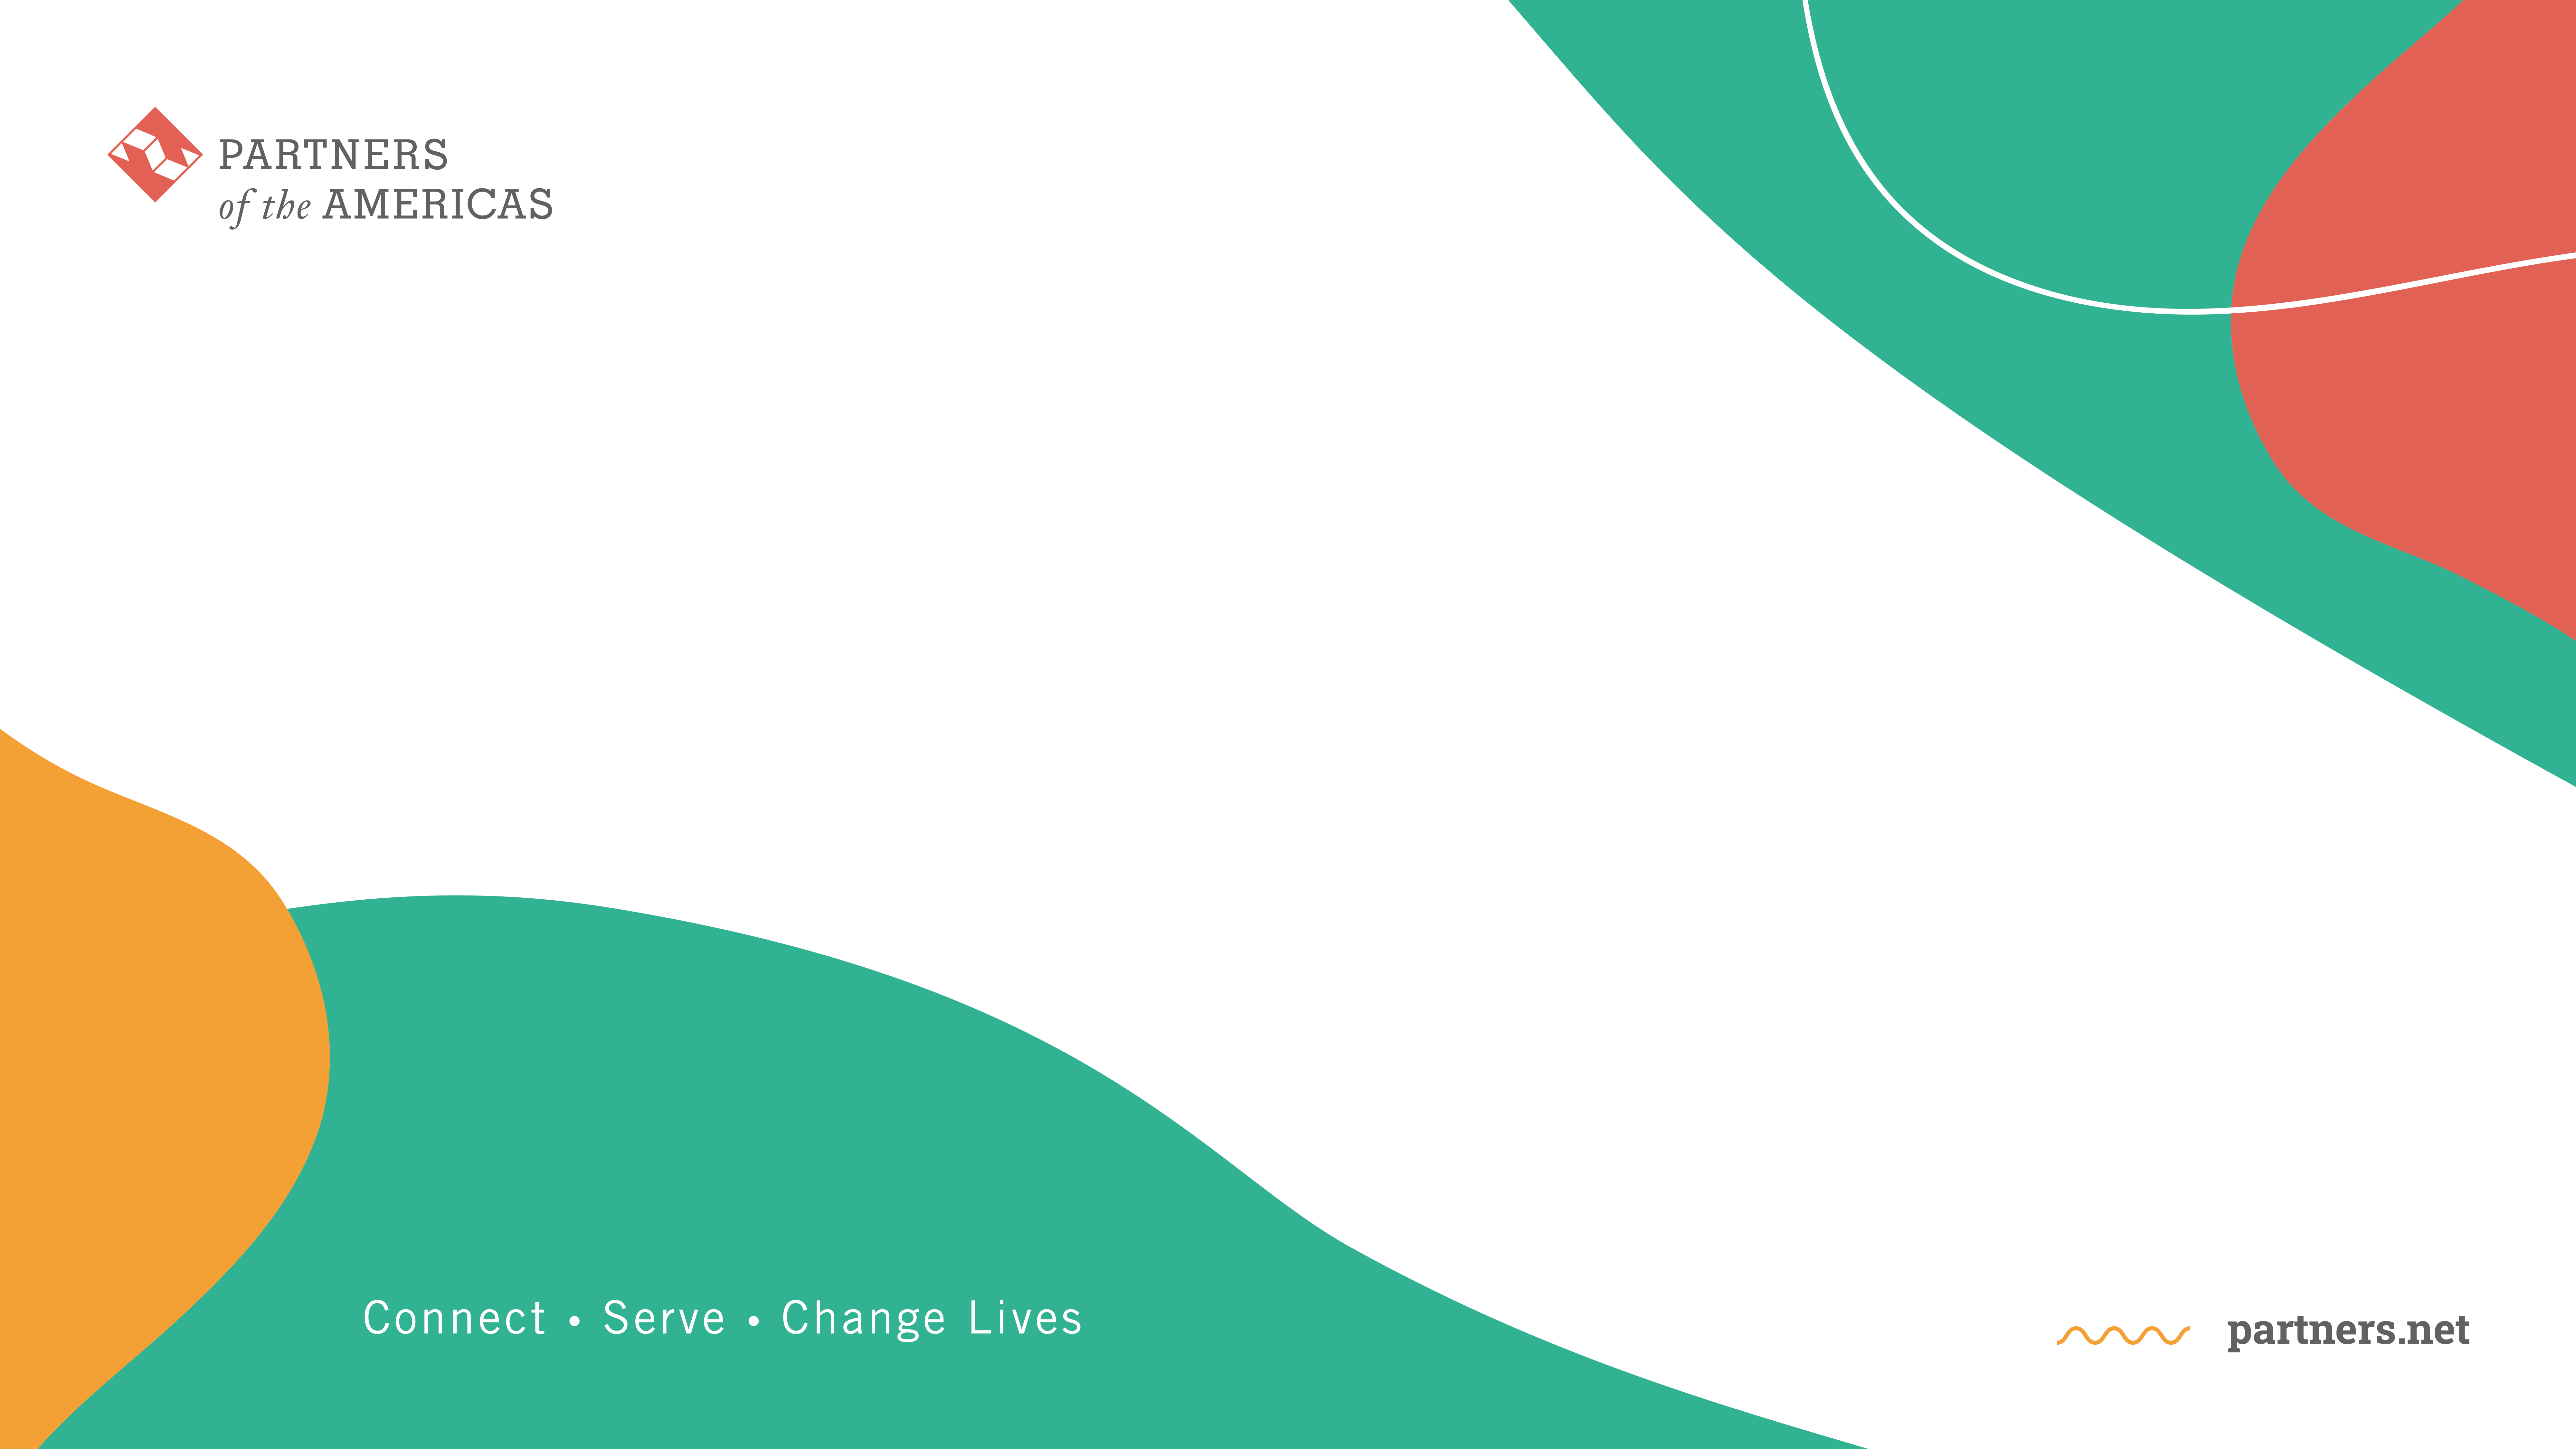 PARTNERS
of the AMERICAS
Connect • Serve • Change Lives
partners.net